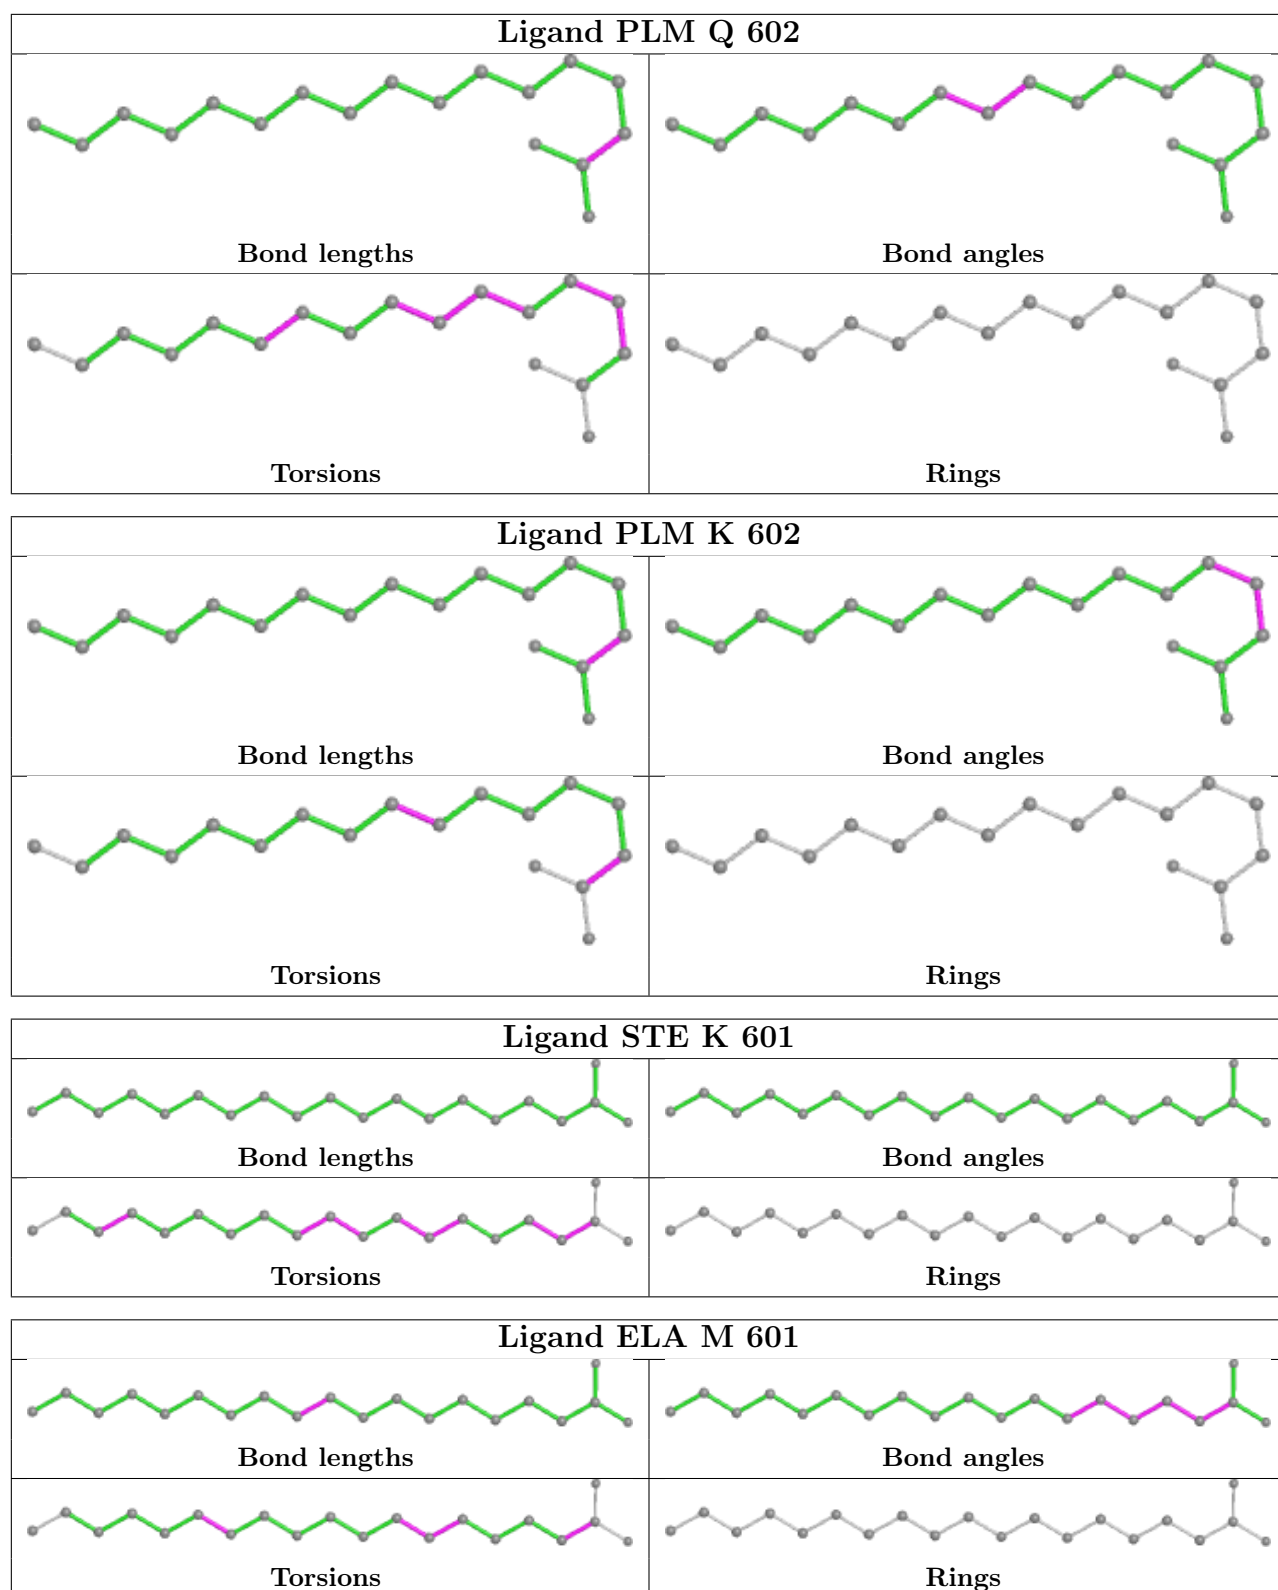 Ligand PLM Q 602
Bond lengths
Bond angles
Torsions
Rings
Ligand PLM K 602
Bond lengths
Bond angles
Torsions
Rings
Ligand STE K 601
Bond lengths
Bond angles
Torsions
Rings
Ligand ELA M 601
Bond lengths
Bond angles
Torsions
Rings